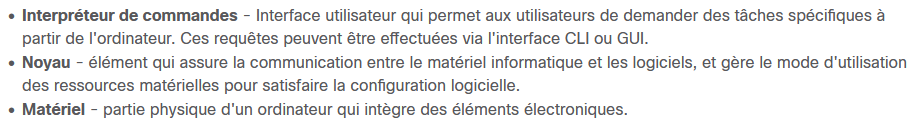 • Interpréteur de commandes - Interface utilisateur qui permet aux utilisateurs de demander des tâches spécifiques à
partir de l'ordinateur. Ces requêtes peuvent être effectuées via l'interface CLI ou GUI.
• Noyau - élément qui assure la communication entre le matériel informatique et les logiciels, et gère le mode d'utilisation
des ressources matérielles pour satisfaire la configuration logicielle.
• Matériel - partie physique d'un ordinateur qui intègre des éléments électroniques.